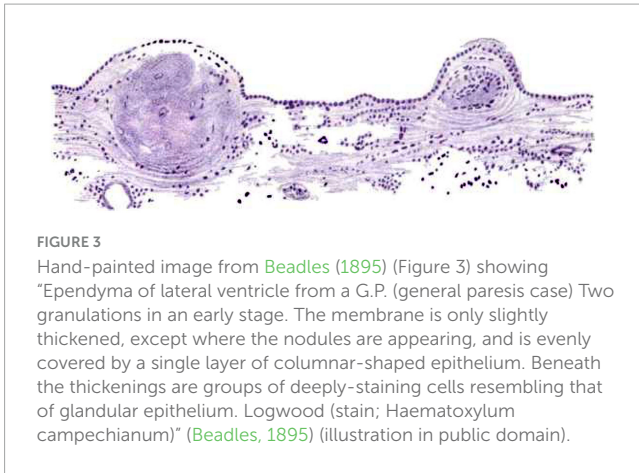 FIGURE 3
Hand-painted image from Beadles (1895) (Figure 3) showing
“Ependyma of lateral ventricle from a G.P. (general paresis case) Two
granulations in an early stage. The membrane is only slightly
thickened, except where the nodules are appearing, and is evenly
covered by a single layer of columnar-shaped epithelium. Beneath
the thickenings are groups of deeply-staining cells resembling that
of glandular epithelium. Logwood (stain; Haematoxylum
campechianum)” (Beadles, 1895) (illustration in public domain).